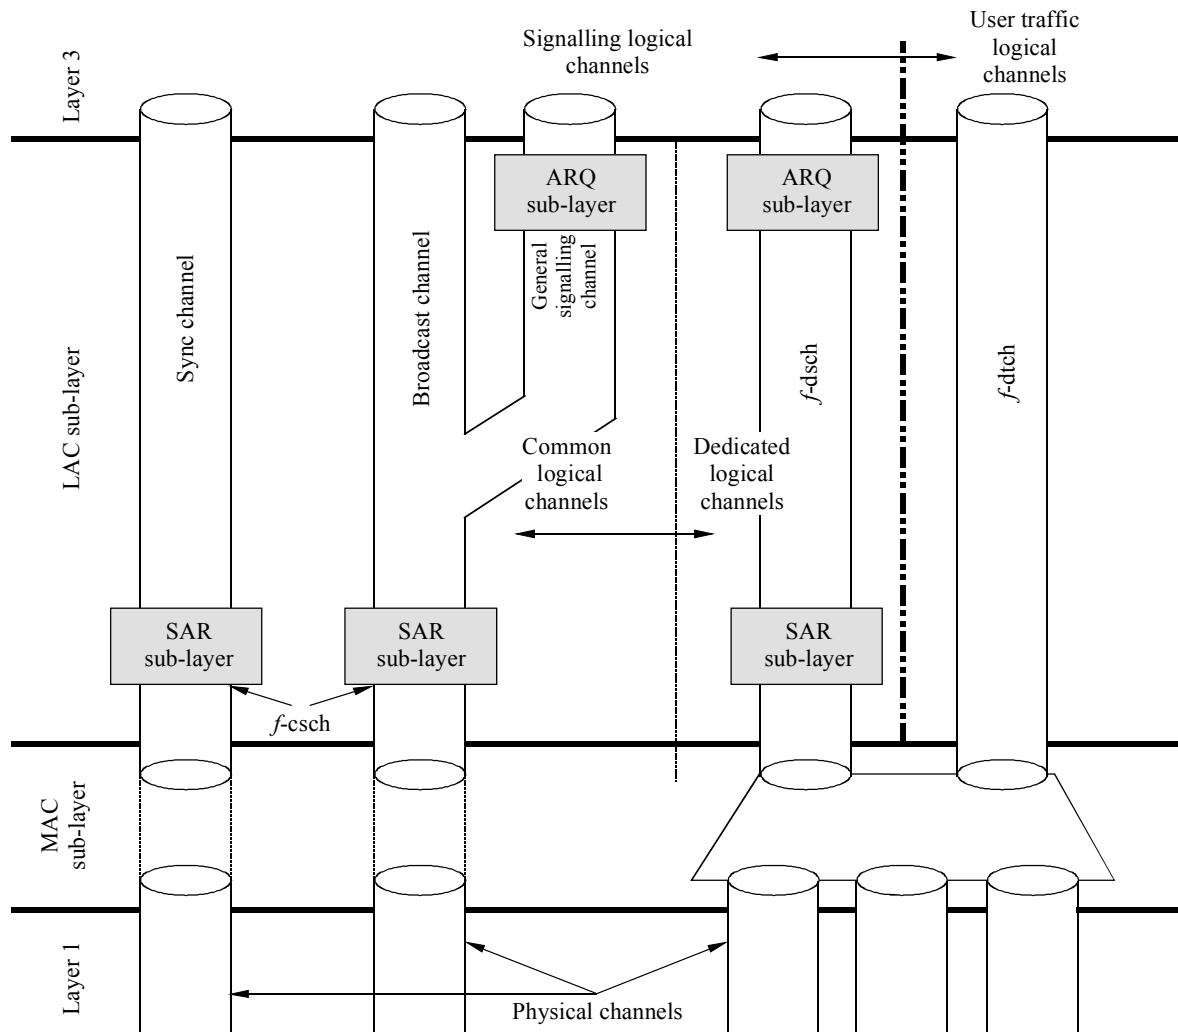 Layer 3
Signalling logical
channels
User traffic
logical
channels
ARQ
sub-layer
ARQ
sub-layer
LAC sub-layer
Sync channel
Broadcast channel
General
signalling
channel
f-dsch
f-dtch
Common
logical
channels
Dedicated
logical
channels
SAR
sub-layer
SAR
sub-layer
SAR
sub-layer
f-csch
MAC
sub-layer
Layer 1
Physical channels